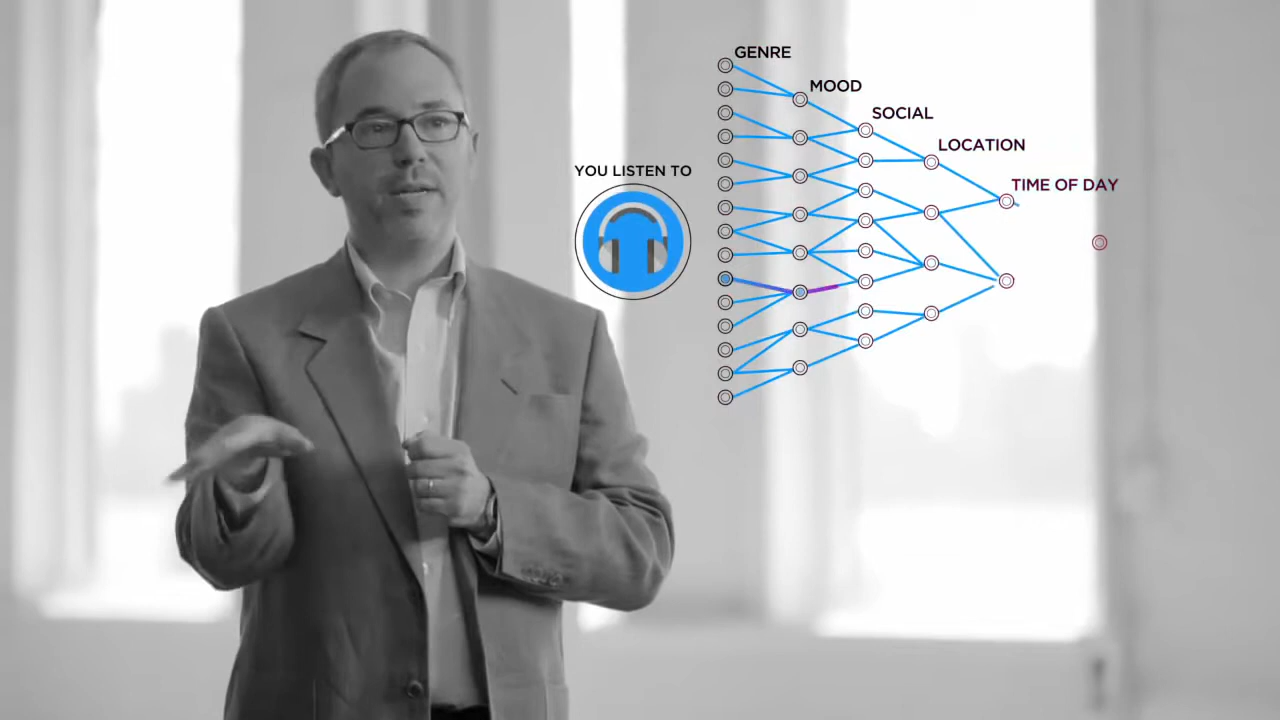 GENRE
MOOD
SOCIAL
LOCATION
YOU LISTEN TO
TIME OF DAY